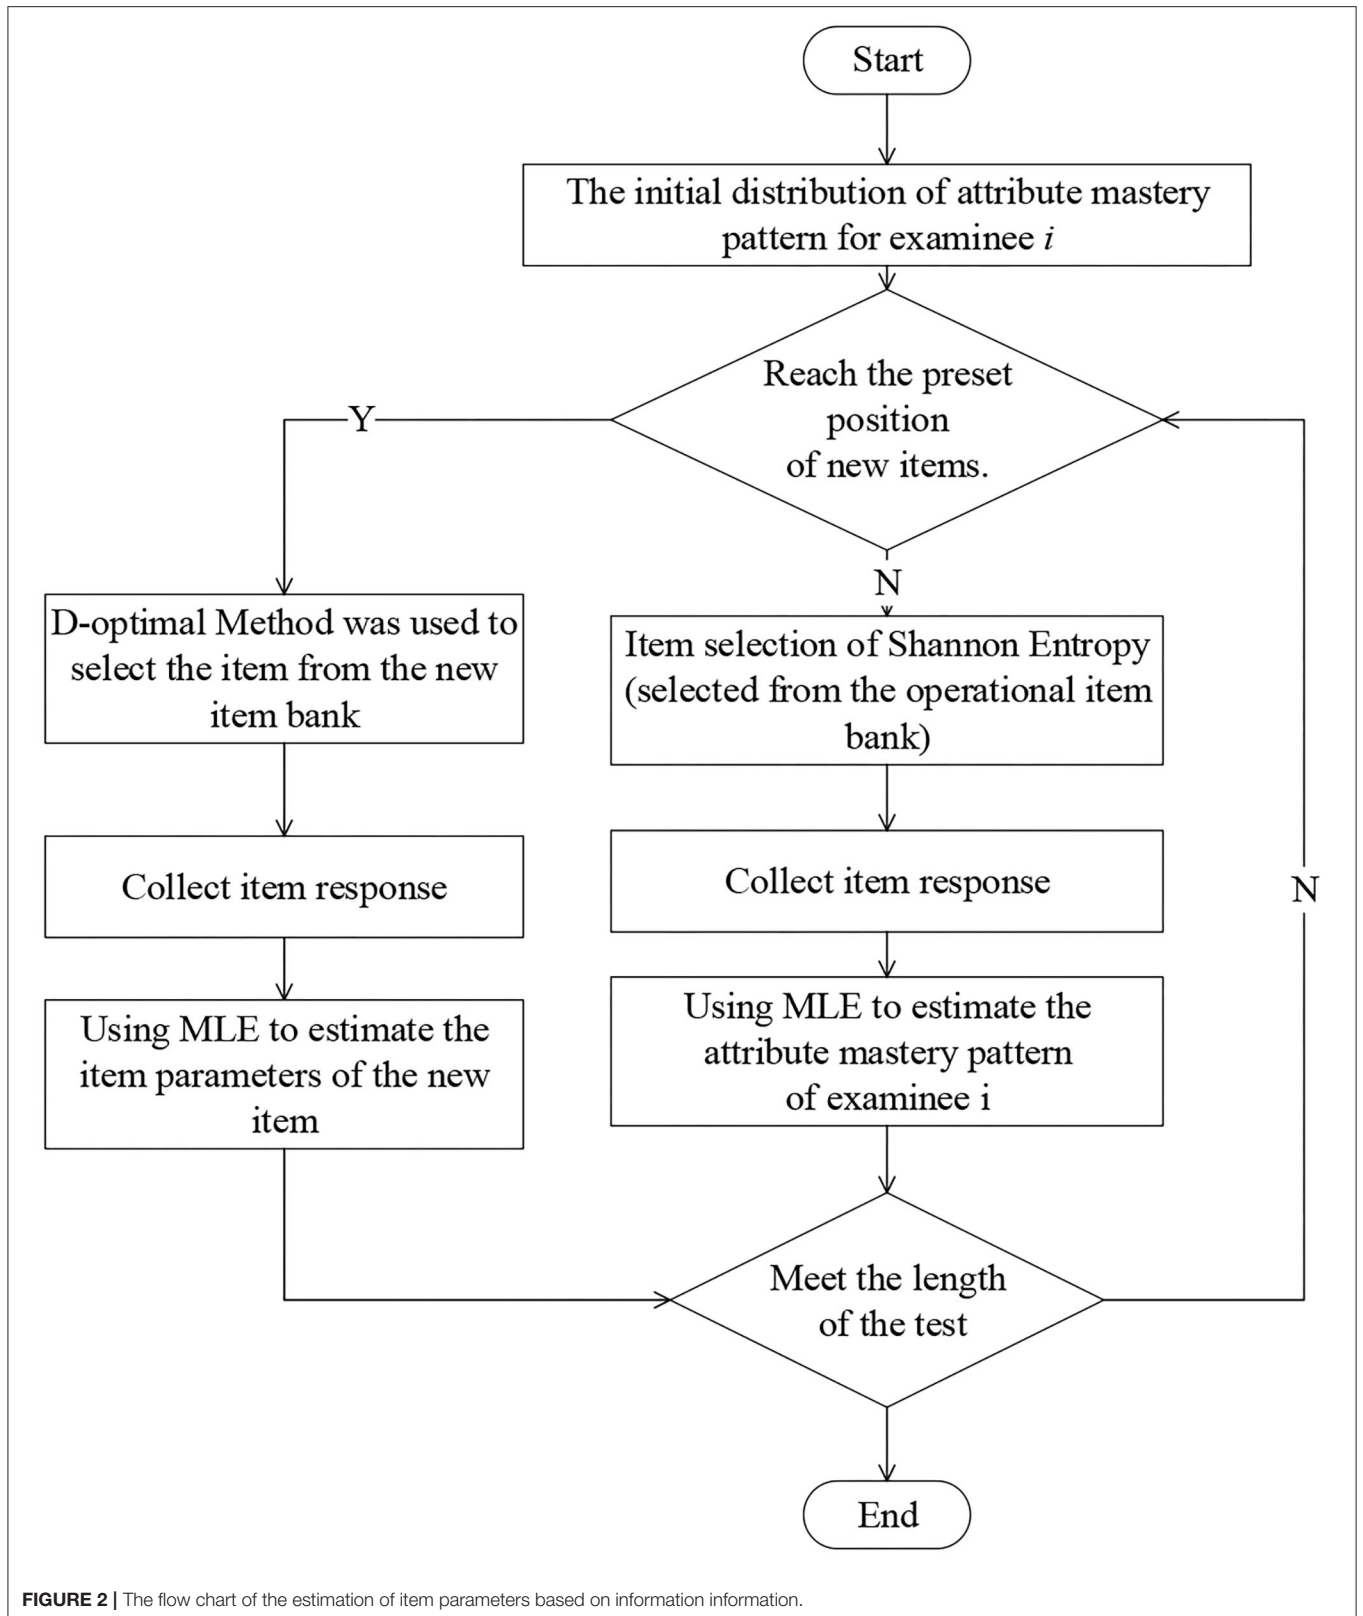 Start
The initial distribution of attribute mastery
pattern for examinee i
Reach the preset
position
of new items.
Y
N
D-optimal Method was used to
select the item from the new
item bank
Item selection of Shannon Entropy
(selected from the operational item
bank)
Collect item response
Collect item response
N
Using MLE to estimate the
item parameters of the new
item
Using MLE to estimate the
attribute mastery pattern
of examinee i
Meet the length
of the test
End
FIGURE 2 | The flow chart of the estimation of item parameters based on information information.